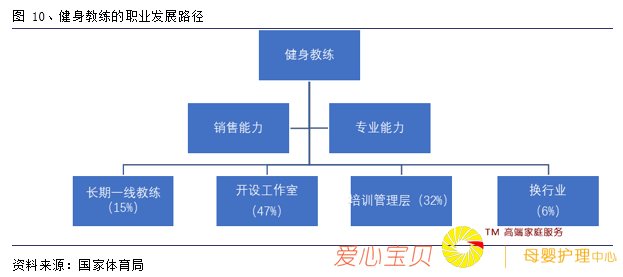 图 10、健身教练的职业发展路径
健身教练
销售能力
专业能力
长期一线教练
(15%)
开设工作室
(47%)
培训管理层 (32%)
换行业
(6%)
爱心宝贝
TM 高端家庭服务
母婴护理中心
资料来源：国家体育局